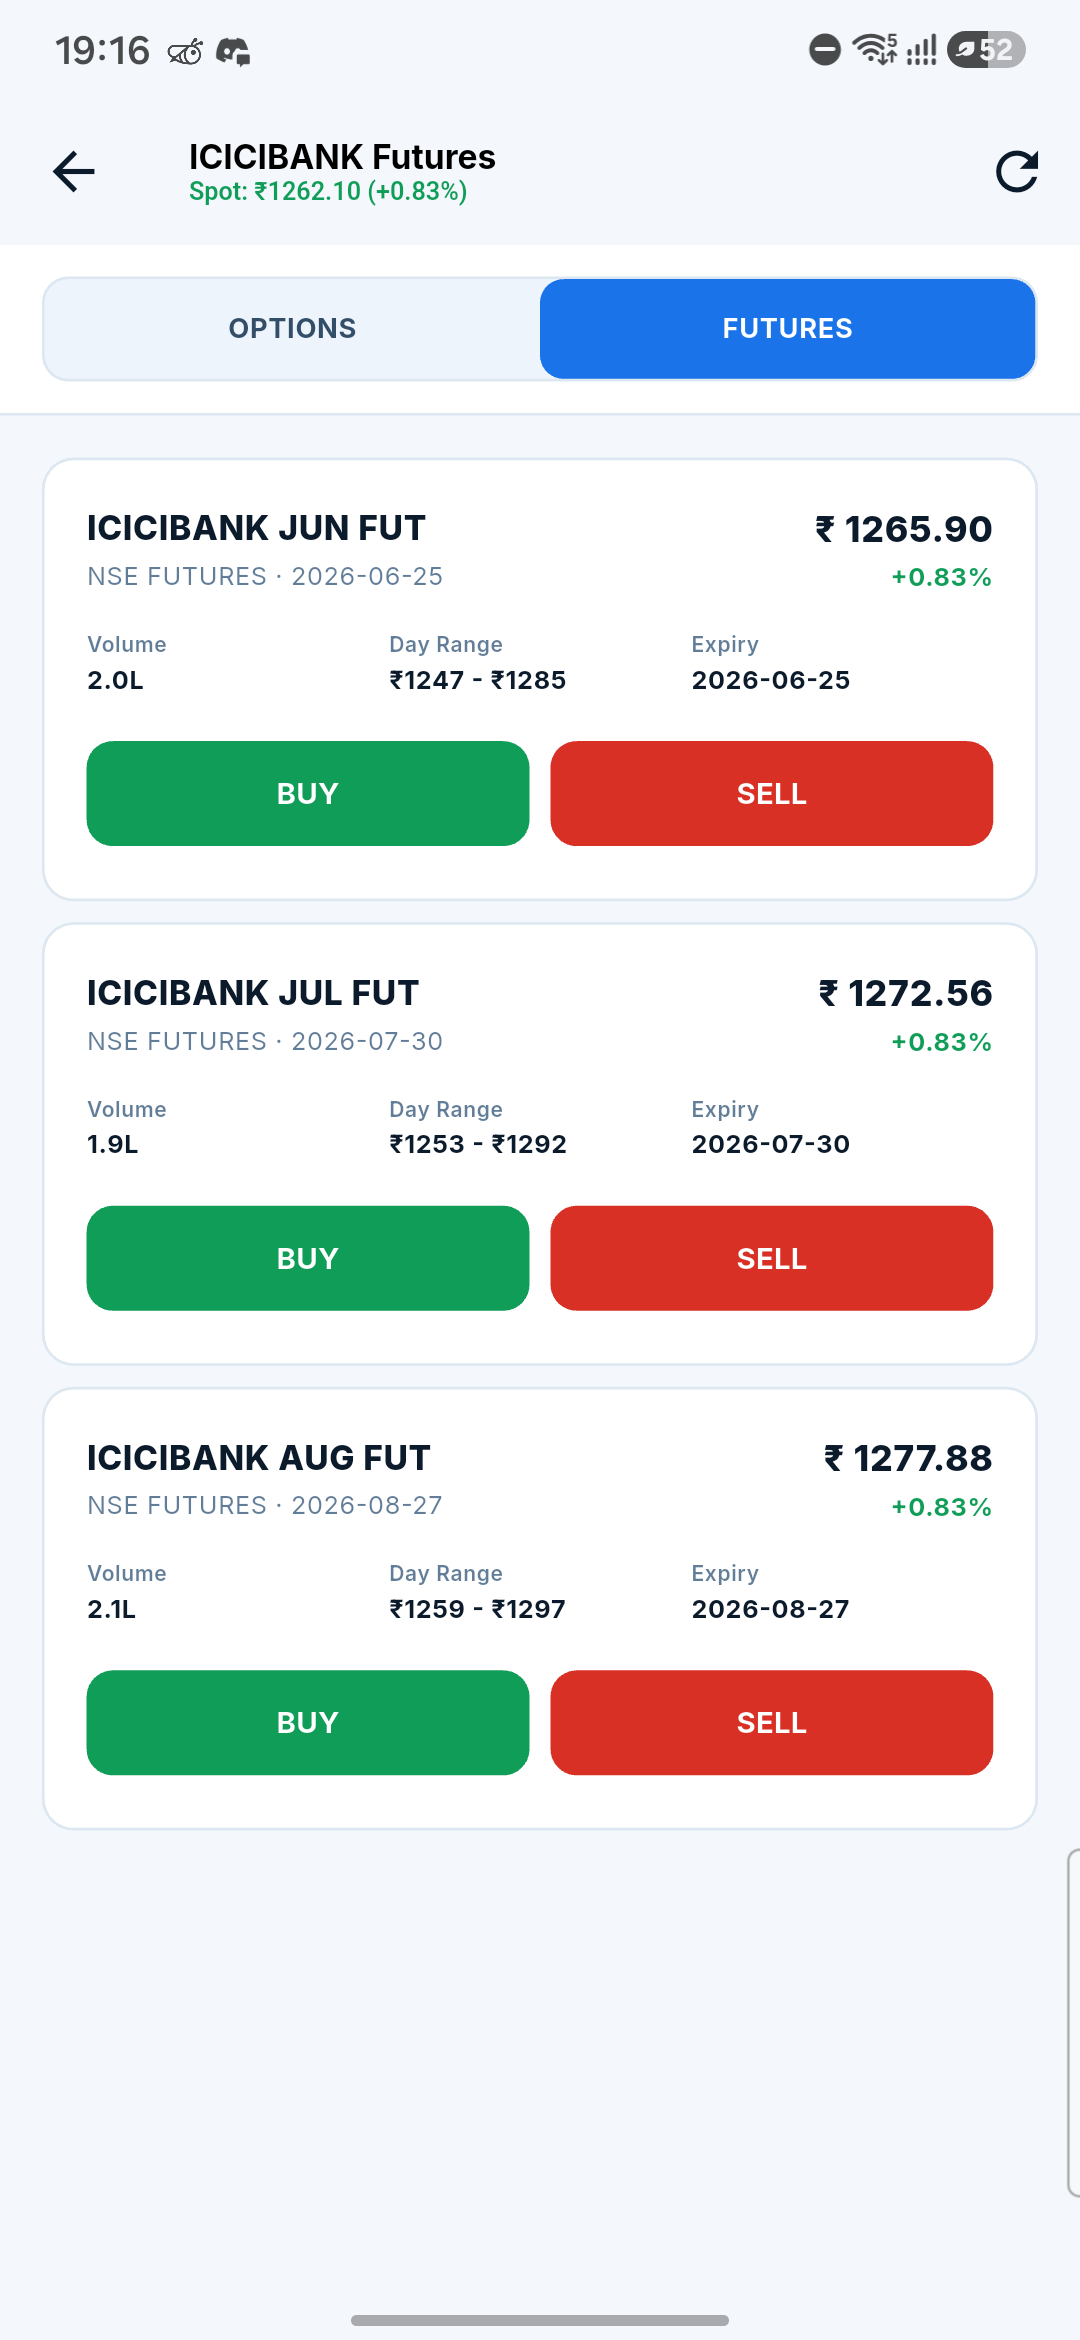 19:16
5
52
ICICIBANK Futures
Spot: ₹1262.10 (+0.83%)
OPTIONS
FUTURES
ICICIBANK JUN FUT
₹ 1265.90
NSE FUTURES · 2026-06-25
+0.83%
Volume
Day Range
Expiry
2.0L
₹1247 - ₹1285
2026-06-25
BUY
SELL
ICICIBANK JUL FUT
₹ 1272.56
NSE FUTURES · 2026-07-30
+0.83%
Volume
Day Range
Expiry
1.9L
₹1253 - ₹1292
2026-07-30
BUY
SELL
ICICIBANK AUG FUT
₹ 1277.88
NSE FUTURES · 2026-08-27
+0.83%
Volume
Day Range
Expiry
2.1L
₹1259 - ₹1297
2026-08-27
BUY
SELL